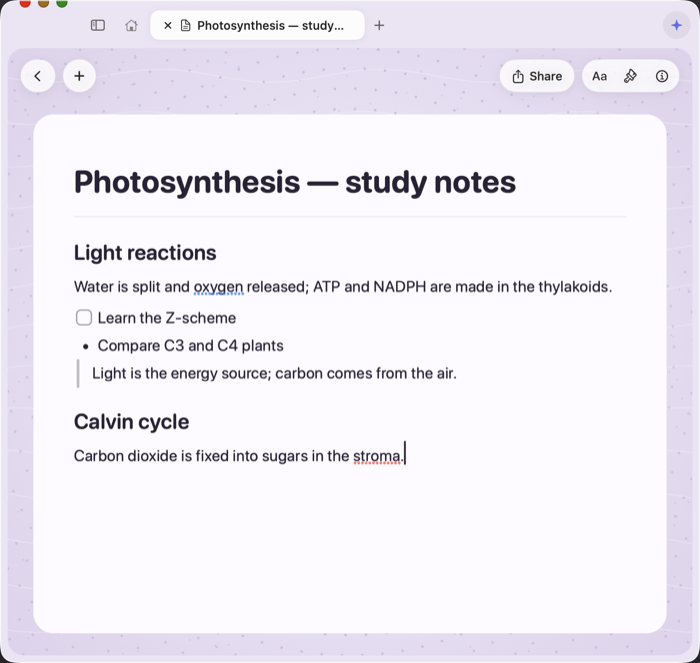 Photosynthesis — study...
Share
Aa
Photosynthesis — study notes
Light reactions
Water is split and oxygen released; ATP and NADPH are made in the thylakoids.
Learn the Z-scheme
• Compare C3 and C4 plants
Light is the energy source; carbon comes from the air.
Calvin cycle
Carbon dioxide is fixed into sugars in the stroma.